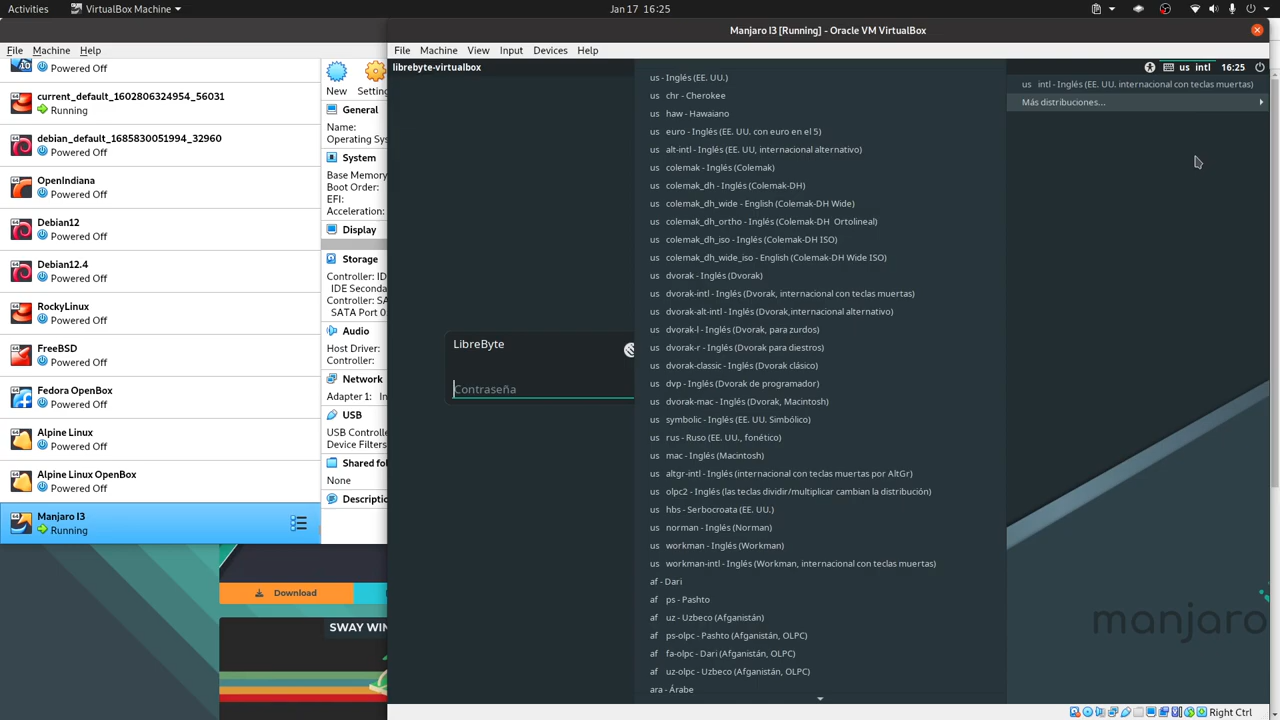 Activities
Virtual Machine
Jan 17 16:25
Manjaro I3 [Running] - Oracle VM VirtualBox
File Machine Help
Powered Off
current_default_1602806324954_56031
Running
debian_default_1685830051994_32960
Powered Off
OpenIndiana
Powered Off
Debian12
Powered Off
Debian12.4
Powered Off
RockyLinux
Powered Off
FreeBSD
Powered Off
Fedora OpenBox
Powered Off
Alpine Linux
Powered Off
Alpine Linux OpenBox
Powered Off
Manjaro I3
Running
New
General
Name:
Display
Storage
Audio
Host Driver:
Controller:
Network
Adapter 1:
USB
None
Download
File Machine View Input Devices Help
librebyte-virtualbox
us intl 16:25
LibreByte
Contraseña
us - Inglés (EE. UU.)
us chr - Cherokee
us haw - Hawaiano
us euro - Inglés (EE. UU. con euro en el 5)
us alt-intl - Inglés (EE. UU, internacional alternativo)
us colemak - Inglés (Colemak)
us colemak_dh - Inglés (Colemak-DH)
us colemak_dh_wide - English (Colemak-DH Wide)
us colemak_dh_ortho - Inglés (Colemak-DH Ortolineal)
us colemak_dh_iso - Inglés (Colemak-DH ISO)
us colemak_dh_wide_iso - English (Colemak-DH Wide ISO)
us dvorak - Inglés (Dvorak)
us dvorak-intl - Inglés (Dvorak, internacional con teclas muertas)
us dvorak-alt-intl - Inglés (Dvorak,internacional alternativo)
us dvorak-l - Inglés (Dvorak, para zurdos)
us dvorak-r - Inglés (Dvorak para diestros)
us dvorak-classic - Inglés (Dvorak clásico)
us dvp - Inglés (Dvorak de programador)
us dvorak-mac - Inglés (Dvorak, Macintosh)
us symbolic - Inglés (EE. UU. Simbólico)
us rus - Ruso (EE. UU., fonético)
us mac - Inglés (Macintosh)
us altgr-intl - Inglés (internacional con teclas muertas por AltGr)
us olpc2 - Inglés (las teclas dividir/multiplicar cambian la distribución)
us hbs - Serbocroata (EE. UU.)
us norman - Inglés (Norman)
us workman - Inglés (Workman)
us workman-intl - Inglés (Workman, internacional con teclas muertas)
af - Dari
af ps - Pashto
af uz - Uzbeco (Afganistán)
af ps-olpc - Pashto (Afganistán, OLPC)
af fa-olpc - Dari (Afganistán, OLPC)
af uz-olpc - Uzbeco (Afganistán, OLPC)
ara - Árabe
us intl - Inglés (EE. UU. internacional con teclas muertas)
Más distribuciones...
manjaro
Right Ctrl